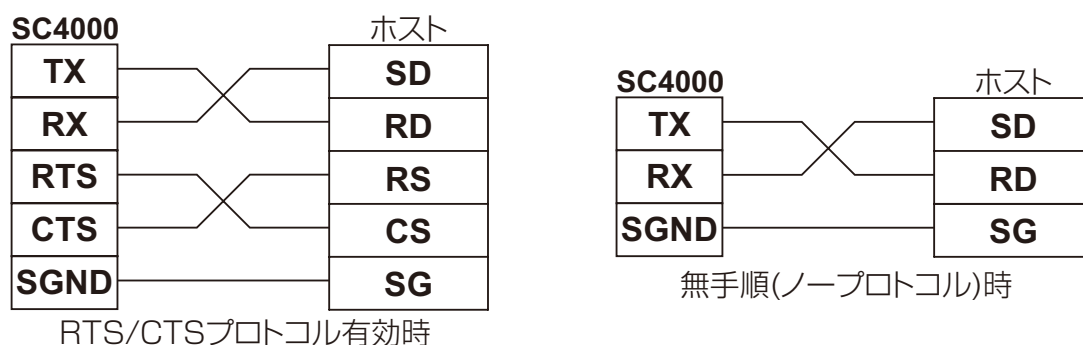 SC4000 ホスト
TX SD
RX RD
RTS RS
CTS CS
SGND SG
RTS/CTSプロトコル有効時
SC4000 ホスト
TX SD
RX RD
SGND SG
無手順(ノープロトコル)時